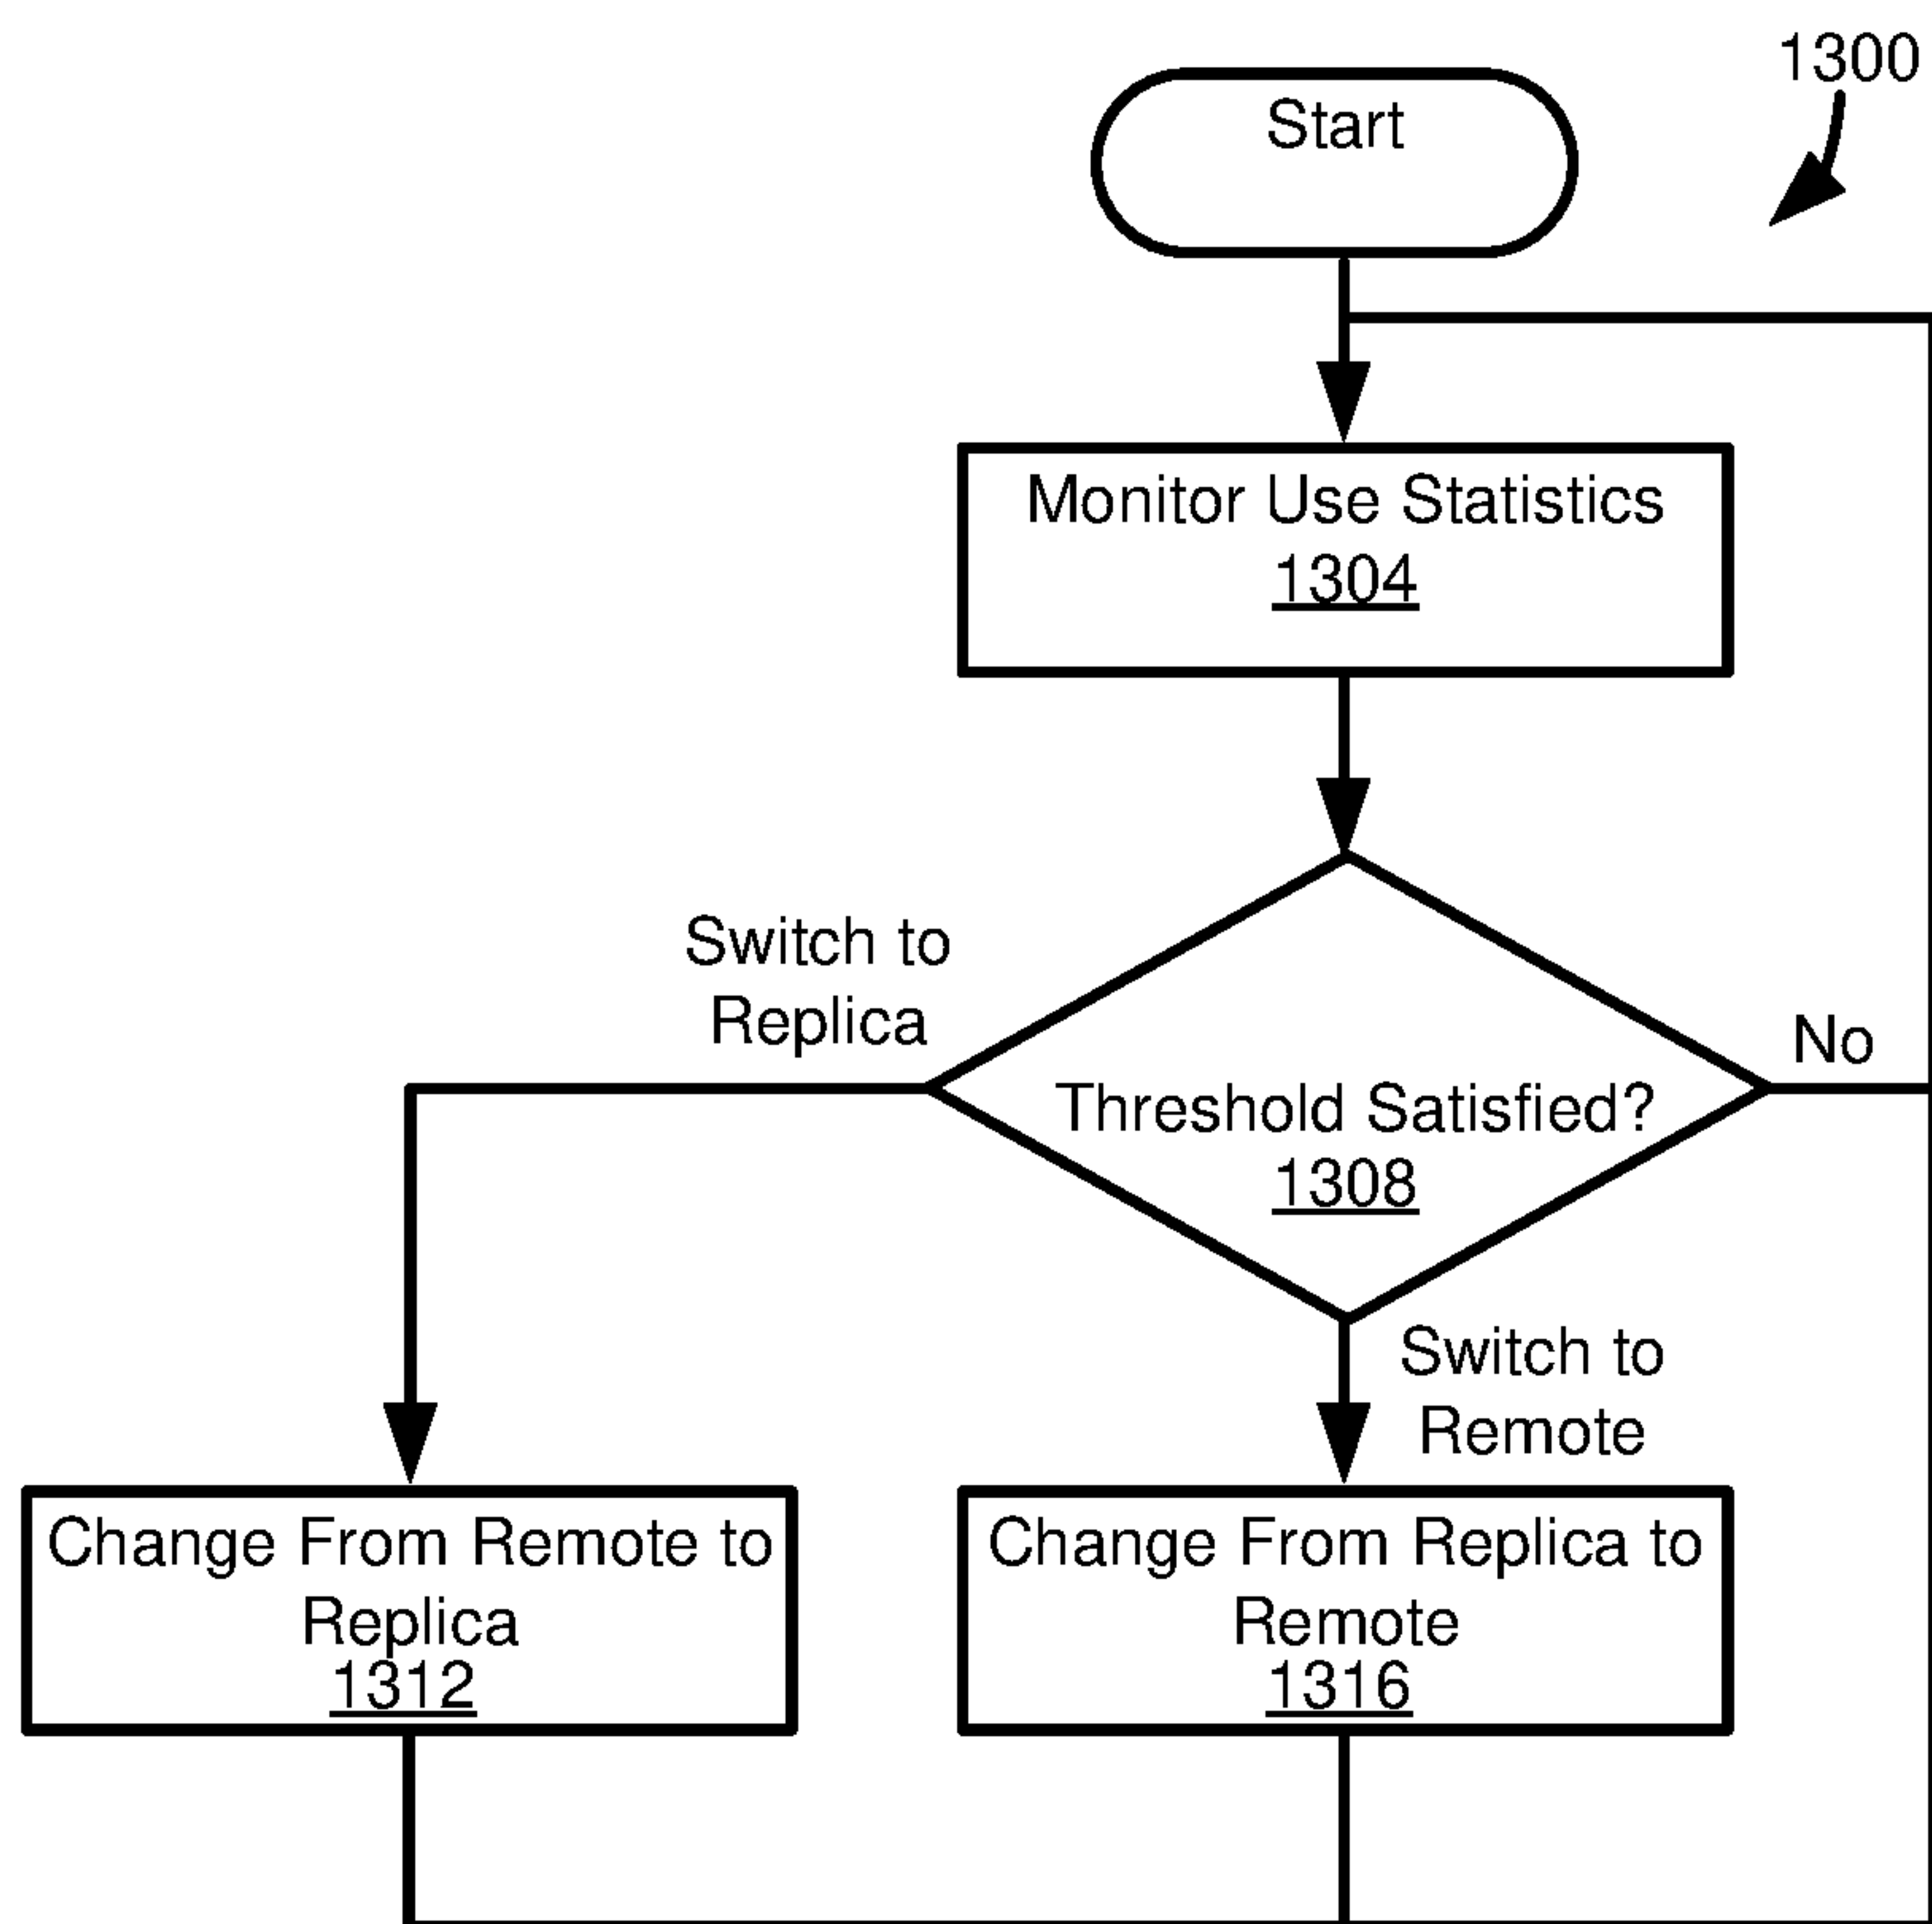 1300
Start
Monitor Use Statistics
1304
Switch to
Replica
No
Threshold Satisfied?
1308
Switch to
Remote
Change From Remote to
Replica
1312
Change From Replica to
Remote
1316